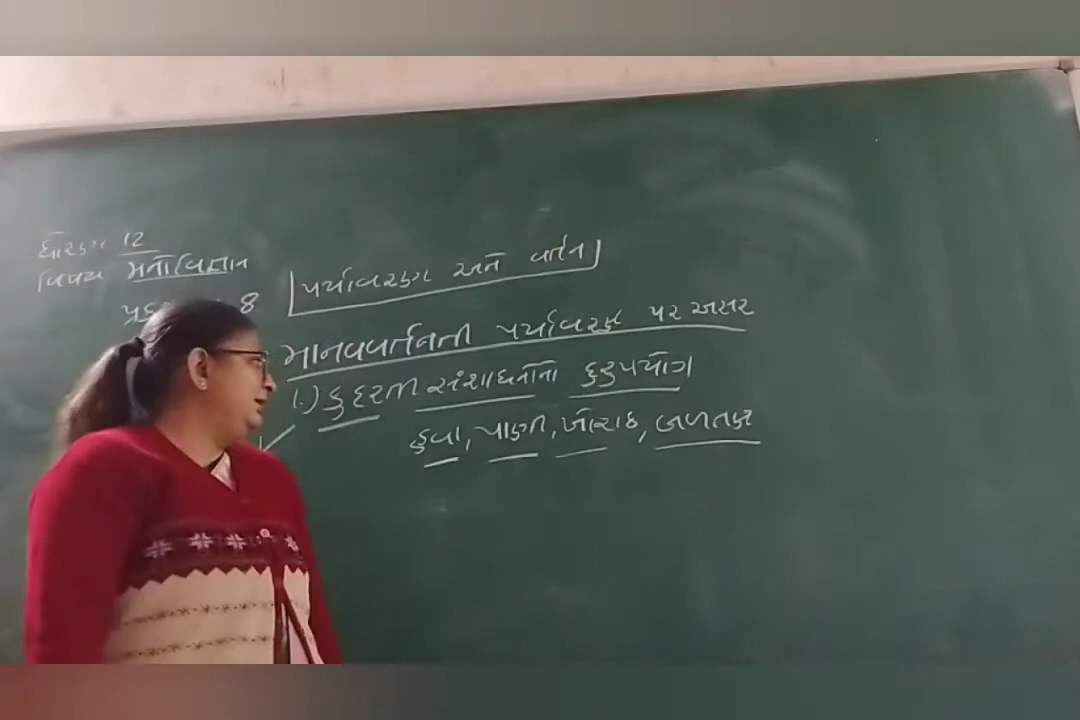 ધોરણ 12
વિષય મનોવિજ્ઞાન
8
પર્યાવરણ અને વર્તન
માનવવર્તનની પર્યાવરણ પર અસર
(1.) કુદરતી સંશાધનોનો દુરુપયોગ
હવા, પાણી, ખોરાક, બળતણ